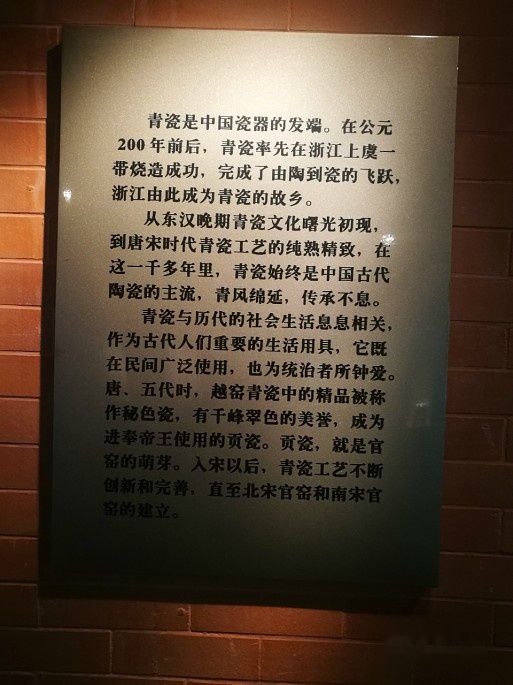 青瓷是中国瓷器的发端。在公元
200年前后，青瓷率先在浙江上虞一
带烧造成功，完成了由陶到瓷的飞跃，
浙江由此成为青瓷的故乡。
从东汉晚期青瓷文化曙光初现，
到唐宋时代青瓷工艺的纯熟精致，在
这一千多年里，青瓷始终是中国古代
陶瓷的主流，青风绵延，传承不息。
青瓷与历代的社会生活息息相关，
作为古代人们重要的生活用具，它既
在民间广泛使用，也为统治者所钟爱。
唐、五代时，越窑青瓷中的精品被称
作秘色瓷，有千峰翠色的美誉，成为
进奉帝王使用的贡瓷。贡瓷，就是官
窑的萌芽。入宋以后，青瓷工艺不断
创新和完善，直至北宋官窑和南宋官
窑的建立。